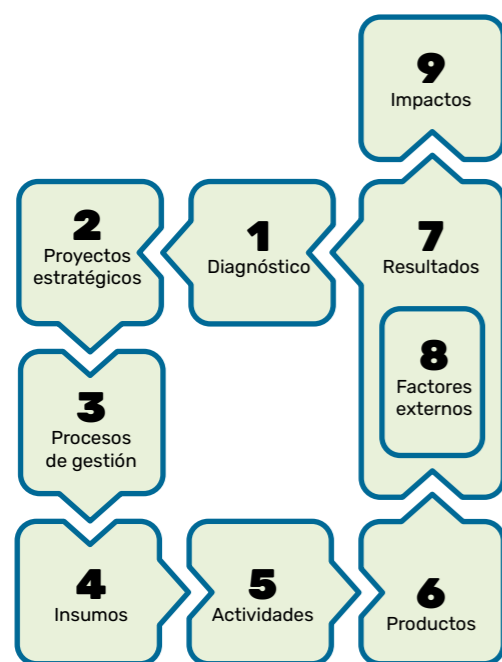 9
Impactos
2
Proyectos
estratégicos
1
Diagnóstico
7
Resultados
8
Factores
externos
3
Procesos
de gestión
4
Insumos
5
Actividades
6
Productos